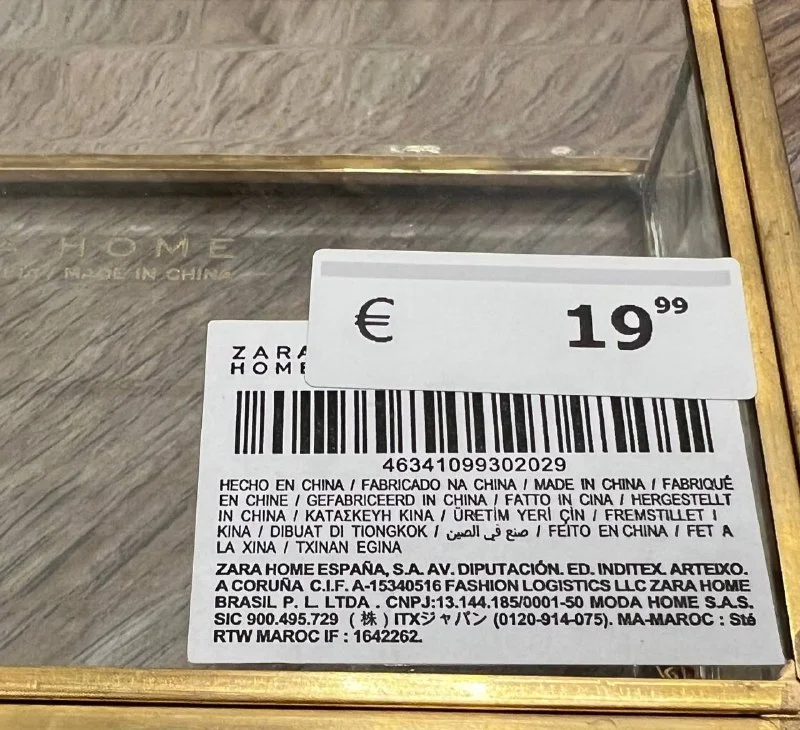 HOME
MADE IN CHINA
€ 19⁹⁹
ZARA
HOME
46341099302029
HECHO EN CHINA / FABRICADO NA CHINA / MADE IN CHINA / FABRIQUÉ
EN CHINE / GEFABRICEERD IN CHINA / FATTO IN CINA / HERGESTELLT
IN CHINA / ΚΑΤΑΣΚΕΥΗ ΚΙΝΑ / ÜRETİM YERİ ÇİN / FREMSTILLET I
KINA / DIBUAT DI TIONGKOK / صنع في الصين / FEITO EN CHINA / FET A
LA XINA / TXINAN EGINA
ZARA HOME ESPAÑA, S.A. AV. DIPUTACIÓN. ED. INDITEX. ARTEIXO.
A CORUÑA C.I.F. A-15340516 FASHION LOGISTICS LLC ZARA HOME
BRASIL P. L. LTDA . CNPJ:13.144.185/0001-50 MODA HOME S.A.S.
SIC 900.495.729 (株) ITXジャパン (0120-914-075). MA-MAROC : Sté
RTW MAROC IF : 1642262.